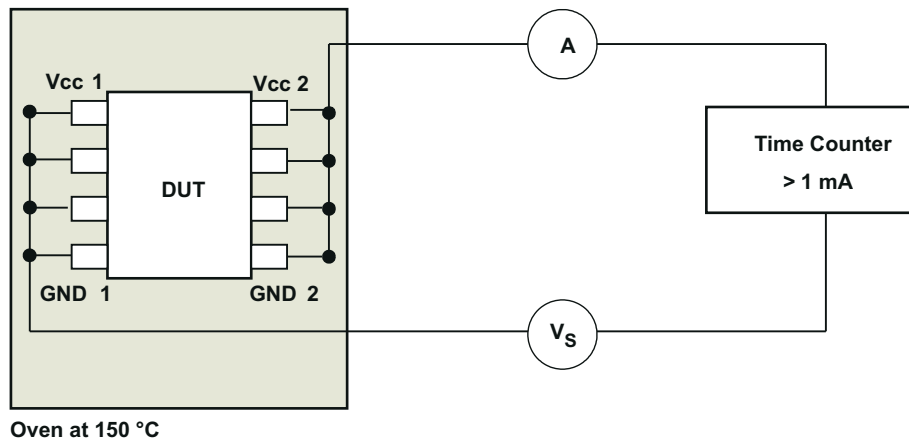 A
Vcc 1
Vcc 2
Time Counter
> 1 mA
DUT
GND 1
GND 2
VS
Oven at 150 °C